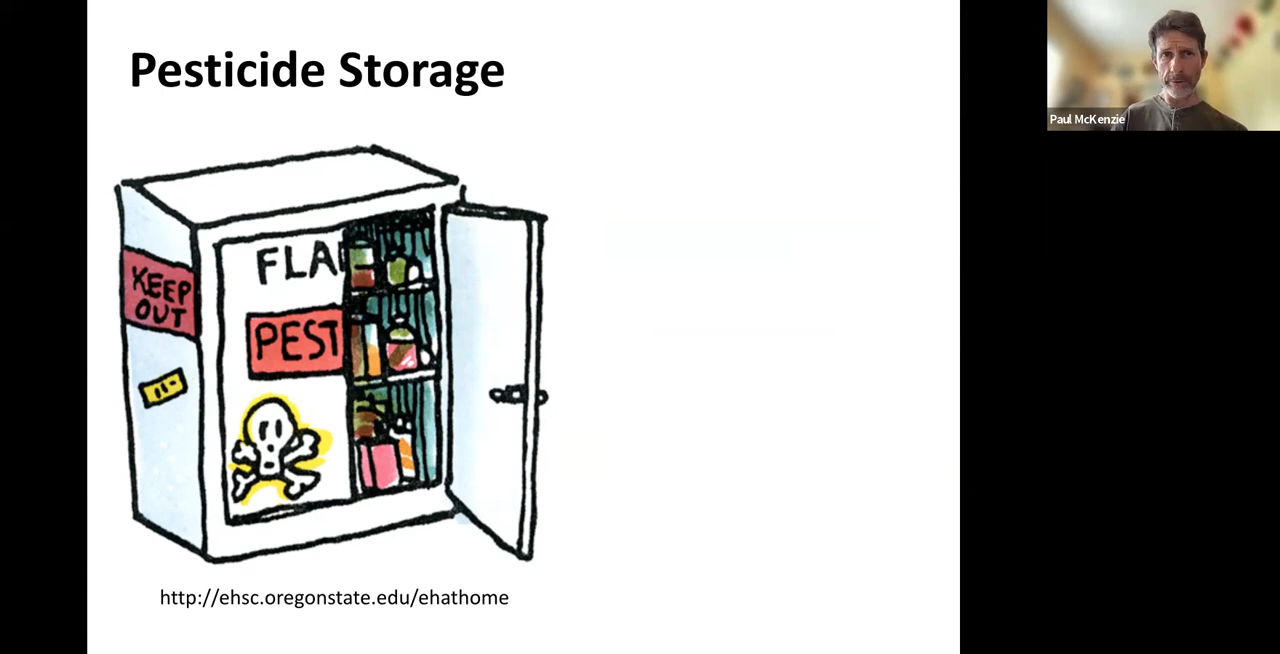 Pesticide Storage
Paul McKenzie
KEEP
OUT
FLA
PEST
http://ehsc.oregonstate.edu/ehathome